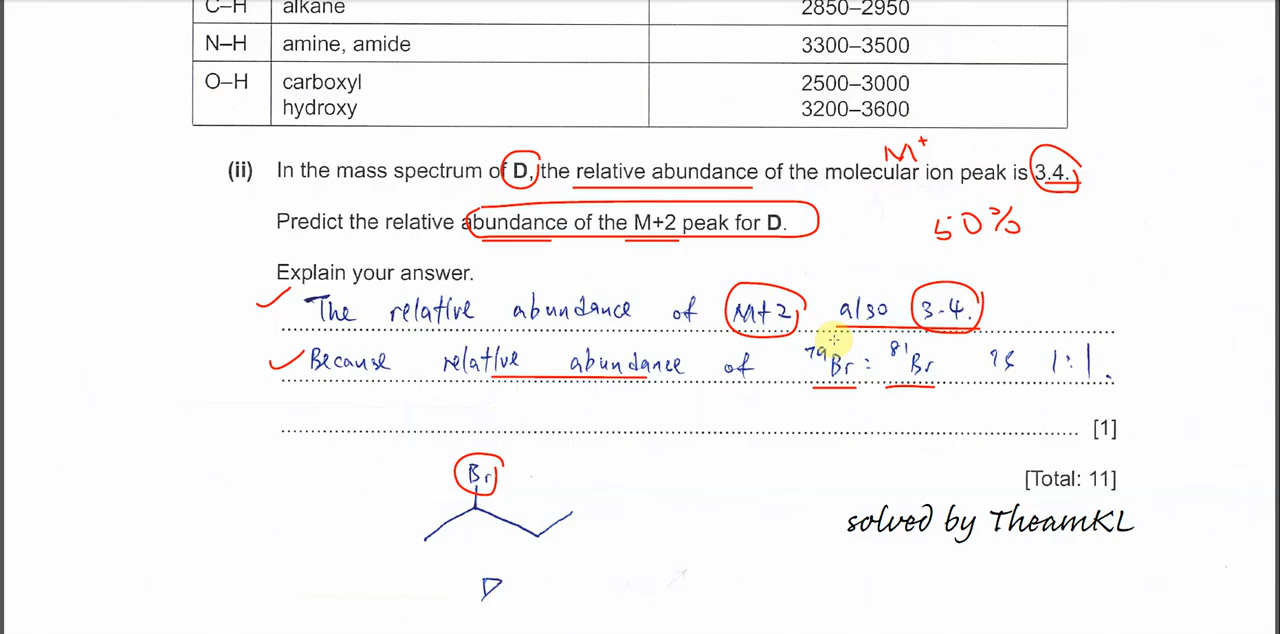 C–H alkane 2850–2950
N–H amine, amide 3300–3500
O–H carboxyl 2500–3000
hydroxy 3200–3600
M+
(ii) In the mass spectrum of D, the relative abundance of the molecular ion peak is 3.4.
Predict the relative abundance of the M+2 peak for D.
50%
Explain your answer.
The relative abundance of M+2 also 3.4.
Because relative abundance of 79Br : 81Br is 1:1.
[1]
Br
[Total: 11]
solved by TheamKL
D